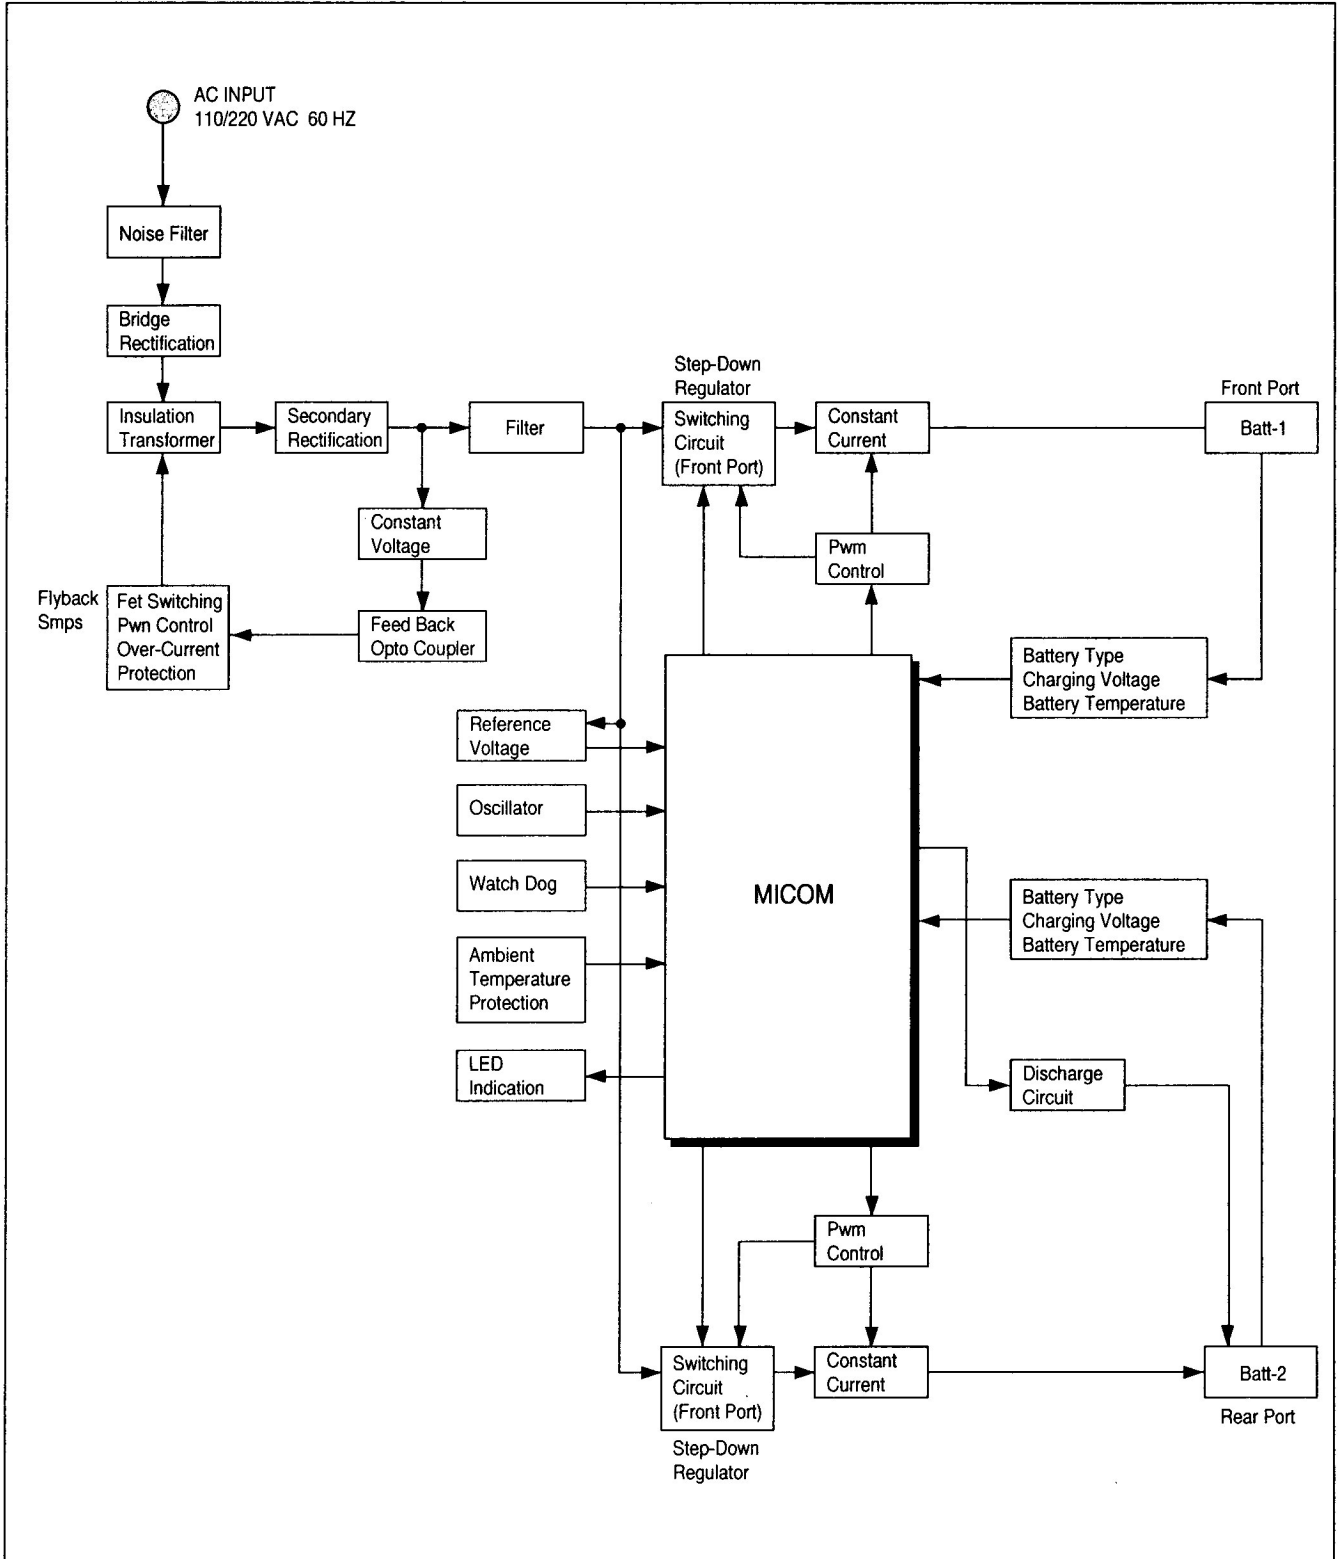 AC INPUT
110/220 VAC 60 HZ
Noise Filter
Bridge
Rectification
Insulation
Transformer
Secondary
Rectification
Filter
Step-Down
Regulator
Switching
Circuit
(Front Port)
Constant
Current
Front Port
Batt-1
Constant
Voltage
Pwm
Control
Flyback
Smps
Fet Switching
Pwn Control
Over-Current
Protection
Feed Back
Opto Coupler
Battery Type
Charging Voltage
Battery Temperature
Reference
Voltage
Oscillator
Watch Dog
MICOM
Battery Type
Charging Voltage
Battery Temperature
Ambient
Temperature
Protection
LED
Indication
Discharge
Circuit
Pwm
Control
Switching
Circuit
(Front Port)
Constant
Current
Batt-2
Rear Port
Step-Down
Regulator